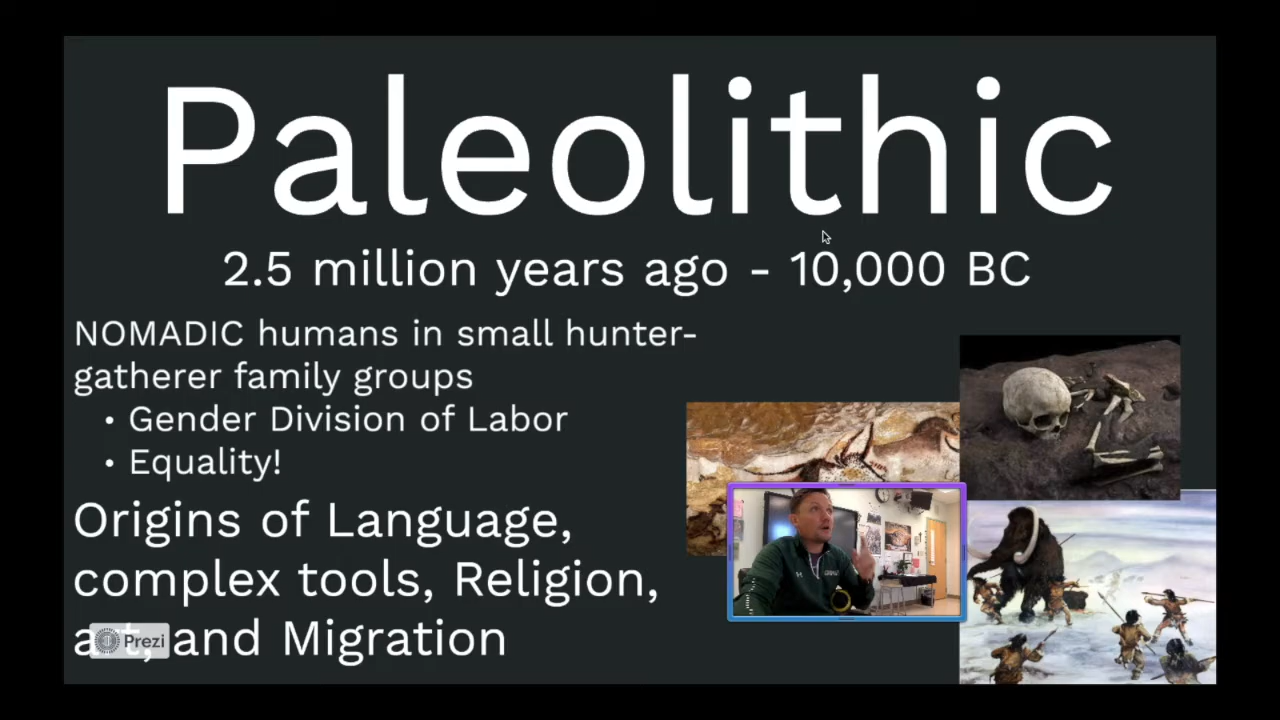 Paleolithic
2.5 million years ago - 10,000 BC
NOMADIC humans in small hunter-
gatherer family groups
• Gender Division of Labor
• Equality!
Origins of Language,
complex tools, Religion,
art, and Migration
Prezi